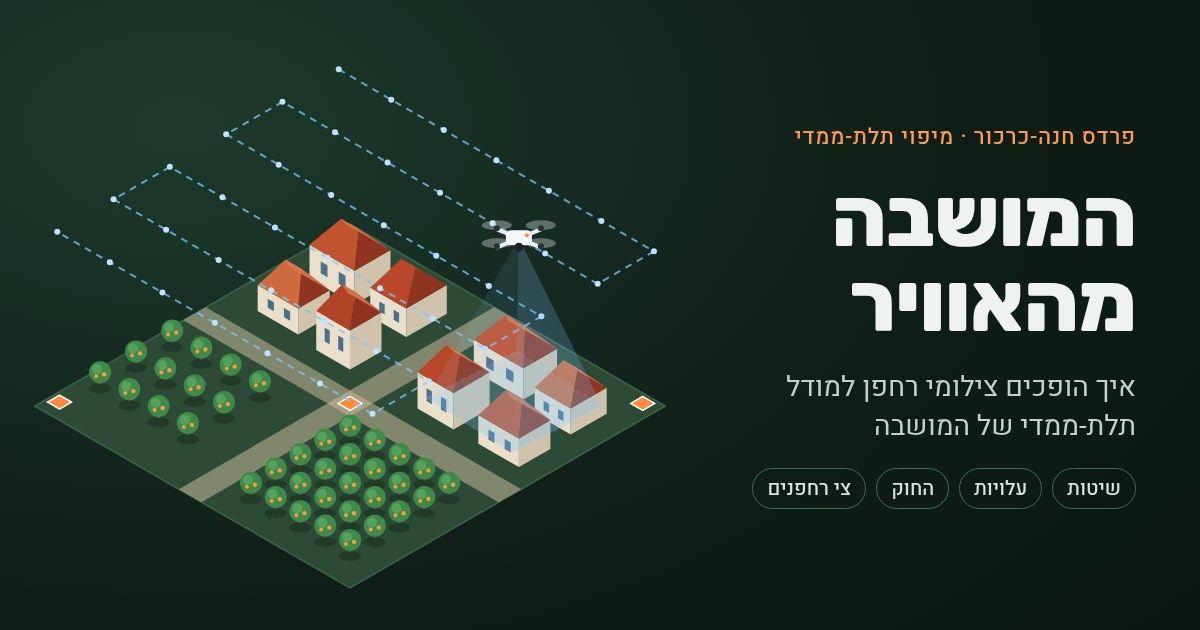 פרדס חנה-כרכור · מיפוי תלת-ממדי
המושבה
מהאוויר
איך הופכים צילומי רחפן למודל
תלת-ממדי של המושבה
שיטות
עלויות
החוק
צי רחפנים